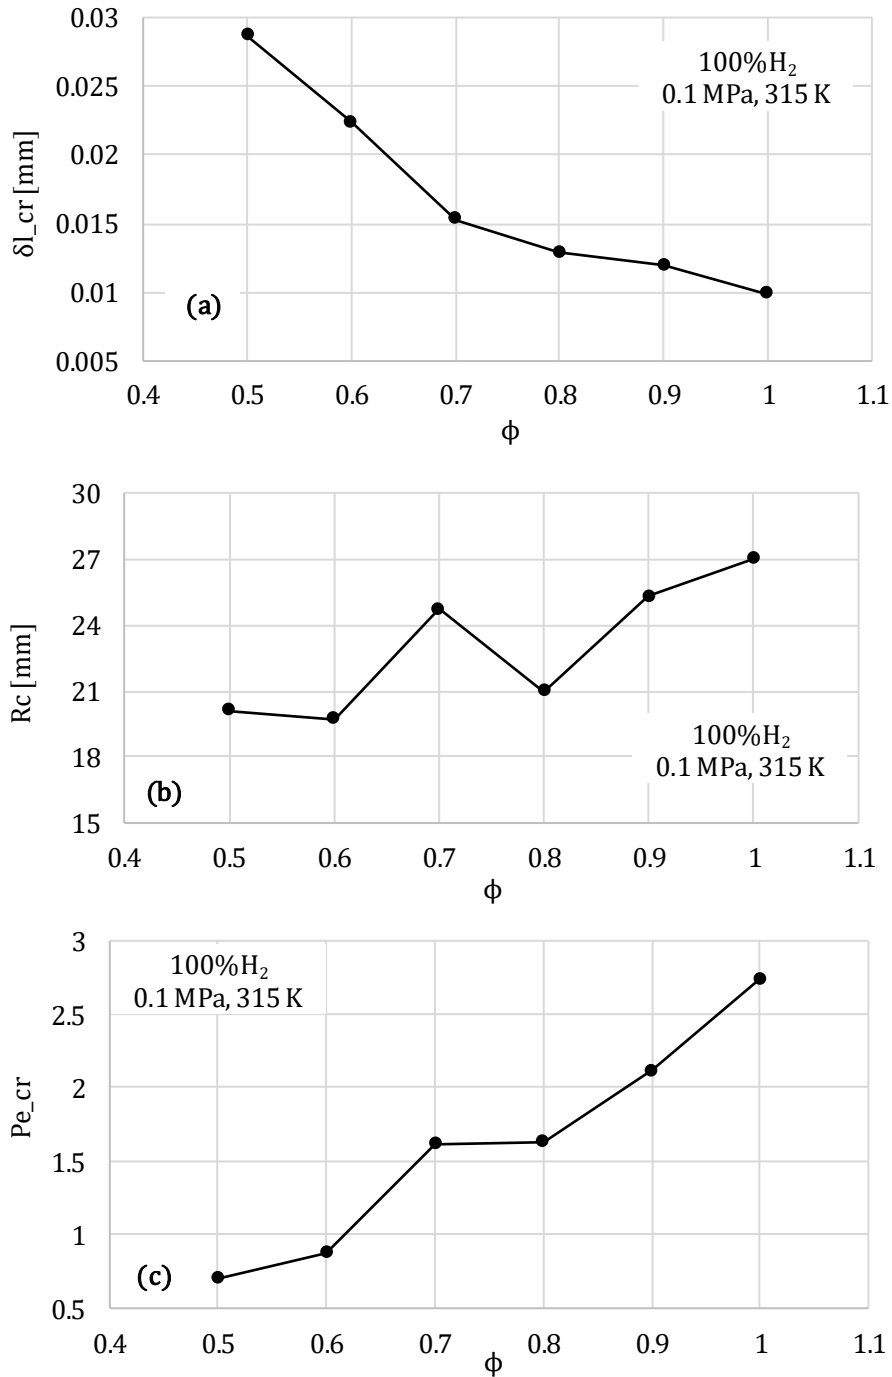 0.03
0.025
0.02
0.015
0.01
0.005
δl_cr [mm]
100%H₂
0.1 MPa, 315 K
(a)
0.4 0.5 0.6 0.7 0.8 0.9 1 1.1
ϕ
30
27
24
21
18
15
Rc [mm]
100%H₂
0.1 MPa, 315 K
(b)
0.4 0.5 0.6 0.7 0.8 0.9 1 1.1
ϕ
3
2.5
2
1.5
1
0.5
Pe_cr
100%H₂
0.1 MPa, 315 K
(c)
0.4 0.5 0.6 0.7 0.8 0.9 1 1.1
ϕ